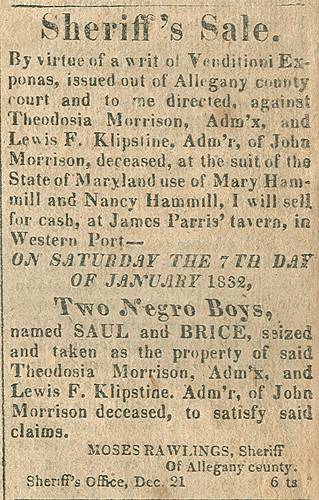 Sheriff's Sale.
By virtue of a writ of Venditioni Ex-
ponas, issued out of Allegany county
court and to me directed, against
Theodosia Morrison, Adm'x, and
Lewis F. Klipstine, Adm'r, of John
Morrison, deceased, at the suit of the
State of Maryland use of Mary Ham-
mill and Nancy Hammill, I will sell
for cash, at James Parris' tavern, in
Western Port—
ON SATURDAY THE 7TH DAY
OF JANUARY 1832,
Two Negro Boys,
named SAUL and BRICE, seized
and taken as the property of said
Theodosia Morrison, Adm'x, and
Lewis F. Klipstine. Adm'r, of John
Morrison deceased, to satisfy said
claims.
MOSES RAWLINGS, Sheriff
Of Allegany county.
Sheriff's Office, Dec. 21 6 ts